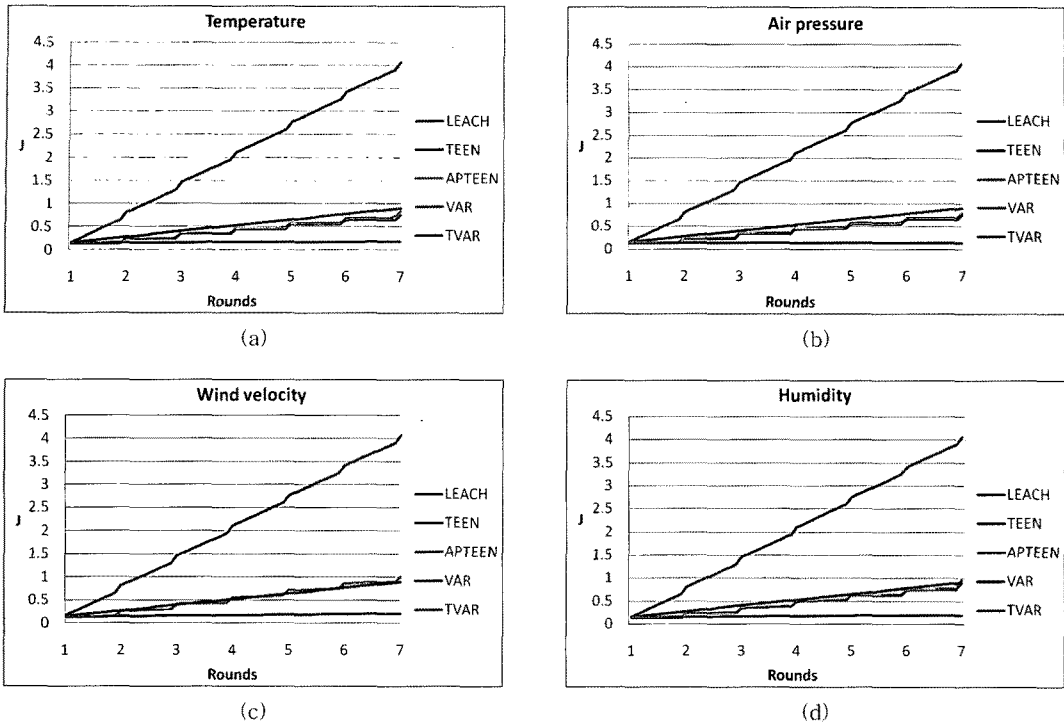 Temperature
4.5
4
3.5
3
2.5
J
2
1.5
1
0.5
0
1 2 3 4 5 6 7
Rounds
LEACH
TEEN
APTEEN
VAR
TVAR
(a)
Air pressure
4.5
4
3.5
3
2.5
J
2
1.5
1
0.5
0
1 2 3 4 5 6 7
Rounds
LEACH
TEEN
APTEEN
VAR
TVAR
(b)
Wind velocity
4.5
4
3.5
3
2.5
J
2
1.5
1
0.5
0
1 2 3 4 5 6 7
Rounds
LEACH
TEEN
APTEEN
VAR
TVAR
(c)
Humidity
4.5
4
3.5
3
2.5
J
2
1.5
1
0.5
0
1 2 3 4 5 6 7
Rounds
LEACH
TEEN
APTEEN
VAR
TVAR
(d)